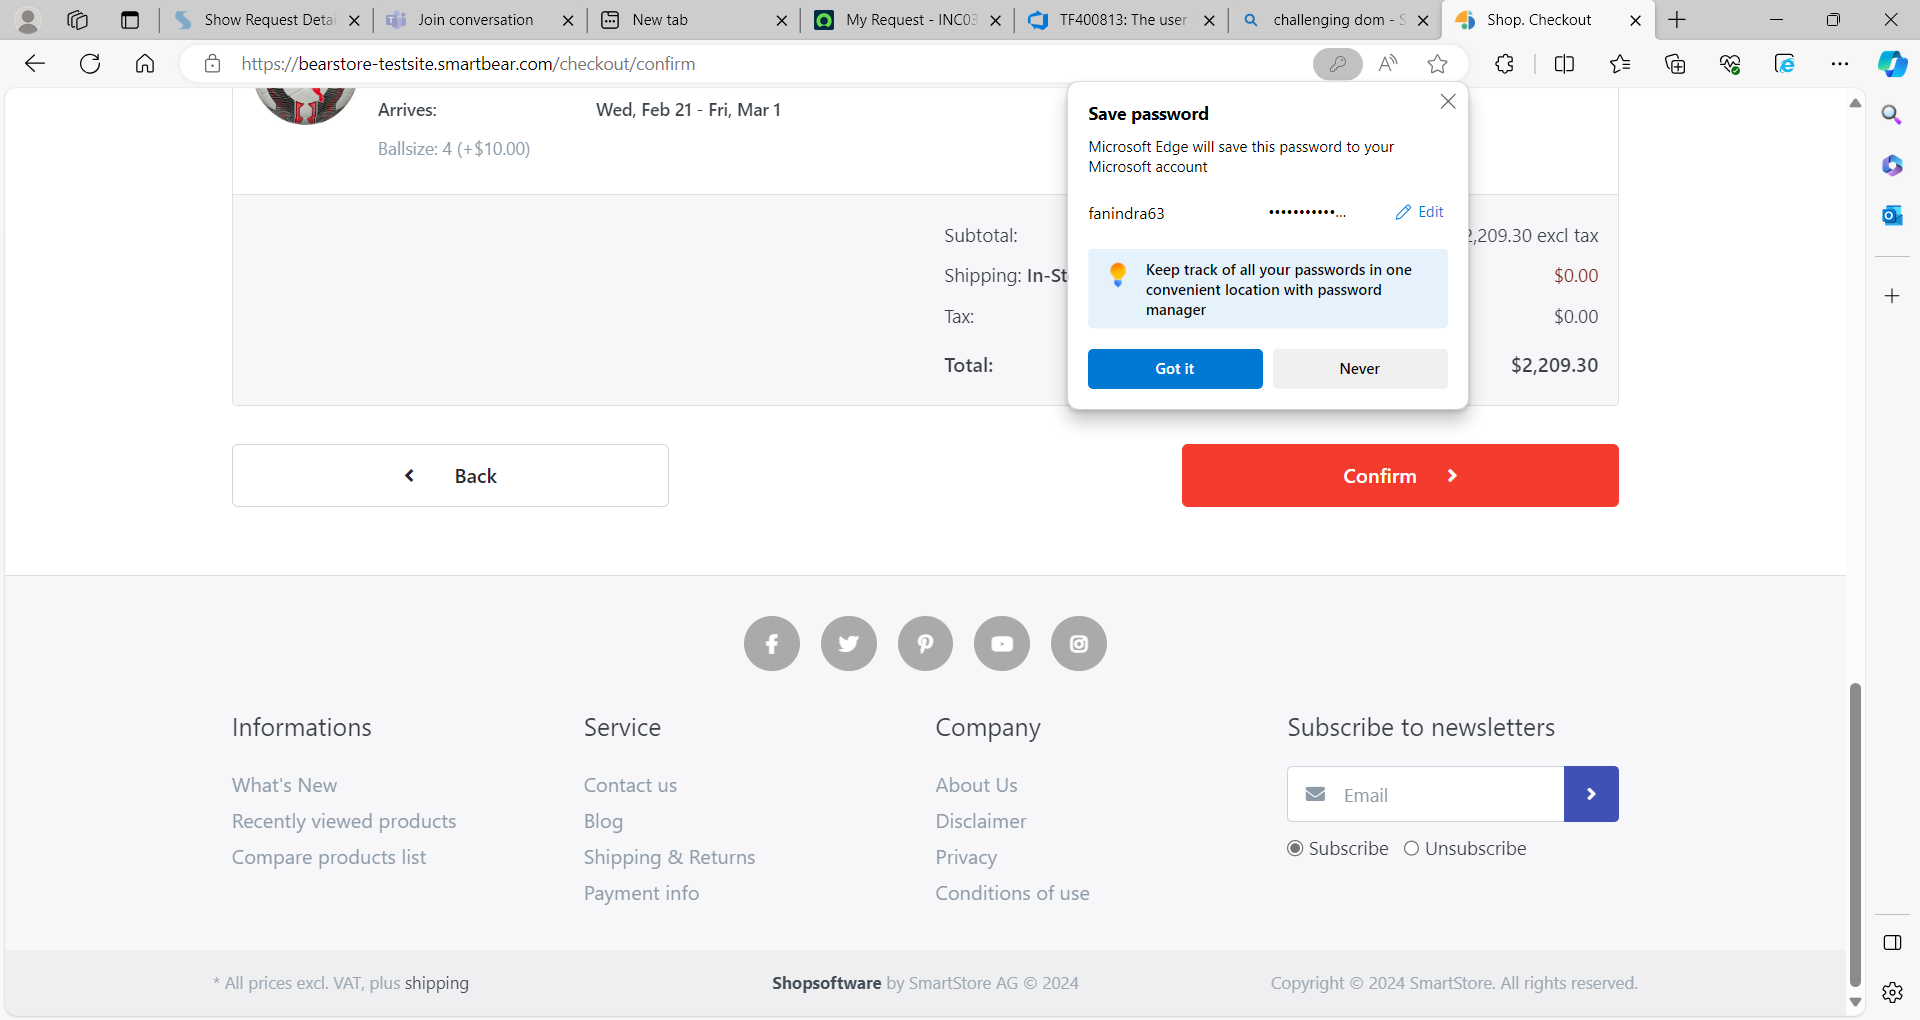 Show Request Detai
Join conversation
New tab
My Request - INC03
TF400813: The user
challenging dom - S
Shop. Checkout
https://bearstore-testsite.smartbear.com/checkout/confirm
Arrives: Wed, Feb 21 - Fri, Mar 1
Ballsize: 4 (+$10.00)
Save password
Microsoft Edge will save this password to your
Microsoft account
fanindra63 ••••••••••••... Edit
Keep track of all your passwords in one
convenient location with password
manager
Got it Never
Subtotal: 2,209.30 excl tax
Shipping: In-St $0.00
Tax: $0.00
Total: $2,209.30
Back
Confirm
Informations
What's New
Recently viewed products
Compare products list
Service
Contact us
Blog
Shipping & Returns
Payment info
Company
About Us
Disclaimer
Privacy
Conditions of use
Subscribe to newsletters
Email
Subscribe Unsubscribe
* All prices excl. VAT, plus shipping
Shopsoftware by SmartStore AG © 2024
Copyright © 2024 SmartStore. All rights reserved.